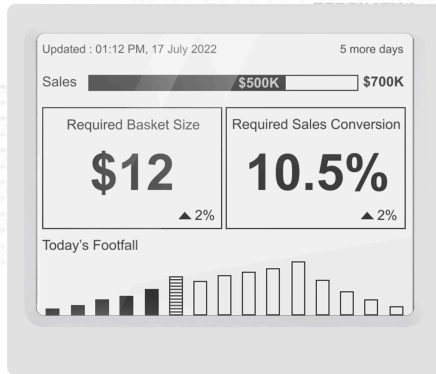 Updated : 01:12 PM, 17 July 2022
5 more days
Sales $500K $700K
Required Basket Size
$12
▲ 2%
Required Sales Conversion
10.5%
▲ 2%
Today's Footfall